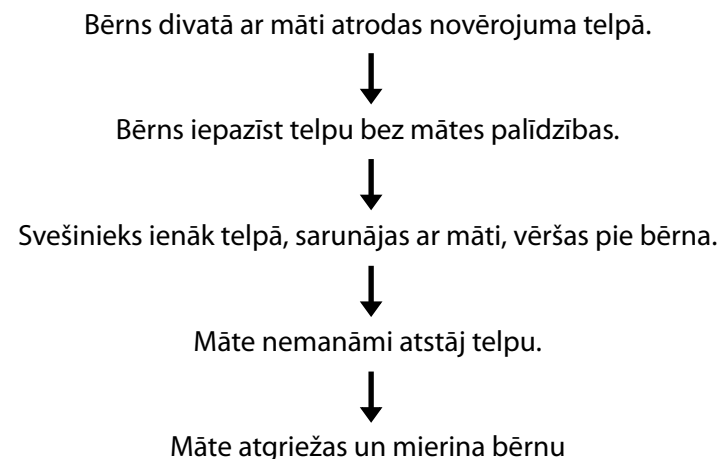 Bērns divatā ar māti atrodas novērojuma telpā.
Bērns iepazīst telpu bez mātes palīdzības.
Svešinieks ienāk telpā, sarunājas ar māti, vēršas pie bērna.
Māte nemanāmi atstāj telpu.
Māte atgriežas un mierina bērnu